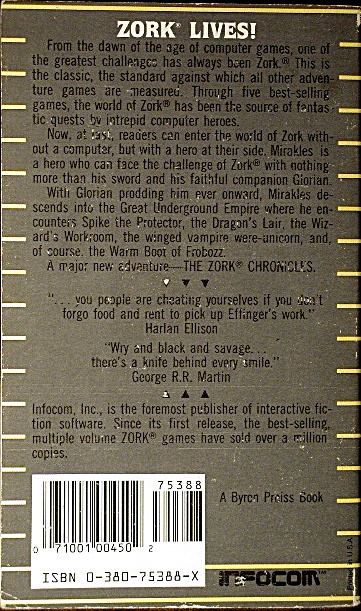 ZORK® LIVES!
From the dawn of the age of computer games, one of
the greatest challenges has always been Zork.® This is
the classic, the standard against which all other adven-
ture games are measured. Through five best-selling
games, the world of Zork® has been the source of fantas-
tic quests by intrepid computer heroes.
Now, at last, readers can enter the world of Zork with-
out a computer, but with a hero at their side. Mirakles is
a hero who can face the challenge of Zork® with nothing
more than his sword and his faithful companion Glorian.
With Glorian prodding him ever onward, Mirakles de-
scends into the Great Underground Empire where he en-
counters Spike the Protector, the Dragon's Lair, the Wiz-
ard's Workroom, the winged vampire were-unicorn, and,
of course, the Warm Boot of Frobozz.
A major new adventure—THE ZORK® CHRONICLES.
"... you people are cheating yourselves if you don't
forgo food and rent to pick up Effinger's work."
Harlan Ellison
"Wry and black and savage...
there's a knife behind every smile."
George R.R. Martin
Infocom, Inc., is the foremost publisher of interactive fic-
tion software. Since its first release, the best-selling,
multiple volume ZORK® games have sold over a million
copies.
75388
A Byron Preiss Book
0 71001 00450 2
ISBN 0-380-75388-X
INFOCOM™
Printed in U.S.A.